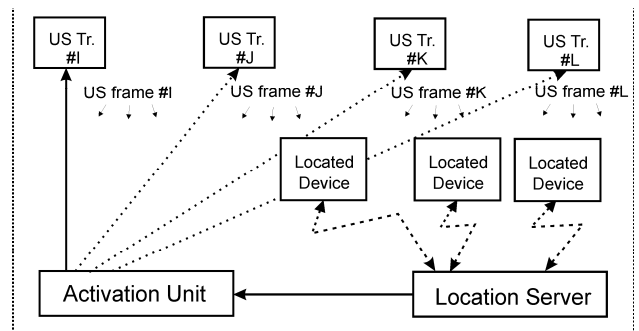 US Tr.
#I
US Tr.
#J
US Tr.
#K
US Tr.
#L
US frame #I
US frame #J
US frame #K
US frame #L
Located
Device
Located
Device
Located
Device
Activation Unit
Location Server